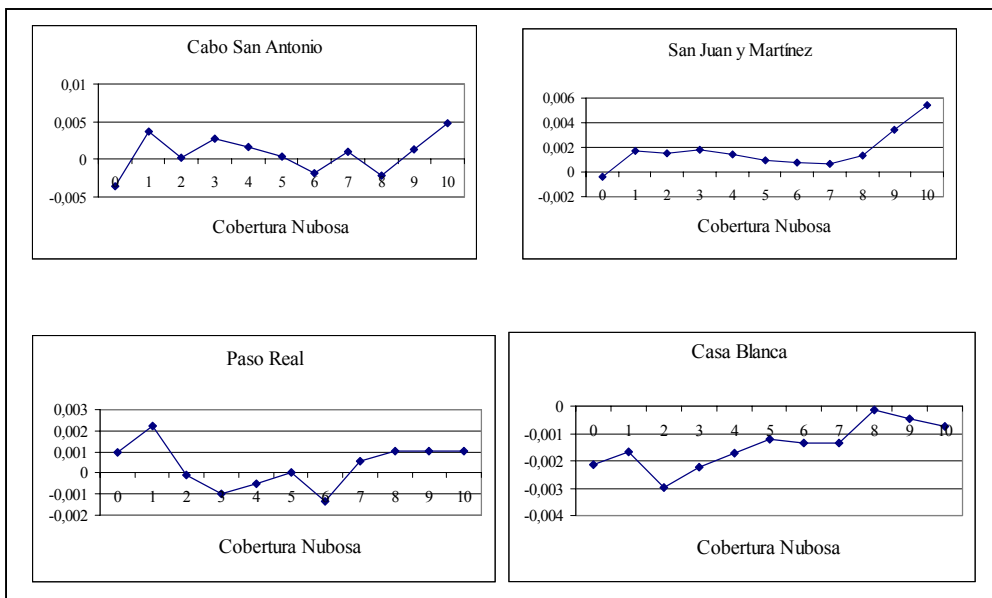 Cabo San Antonio
0,01
0,005
0
-0,005
0 1 2 3 4 5 6 7 8 9 10
Cobertura Nubosa
San Juan y Martínez
0,006
0,004
0,002
0
-0,002
0 1 2 3 4 5 6 7 8 9 10
Cobertura Nubosa
Paso Real
0,003
0,002
0,001
0
-0,001
-0,002
0 1 2 3 4 5 6 7 8 9 10
Cobertura Nubosa
Casa Blanca
0
-0,001
-0,002
-0,003
-0,004
0 1 2 3 4 5 6 7 8 9 10
Cobertura Nubosa